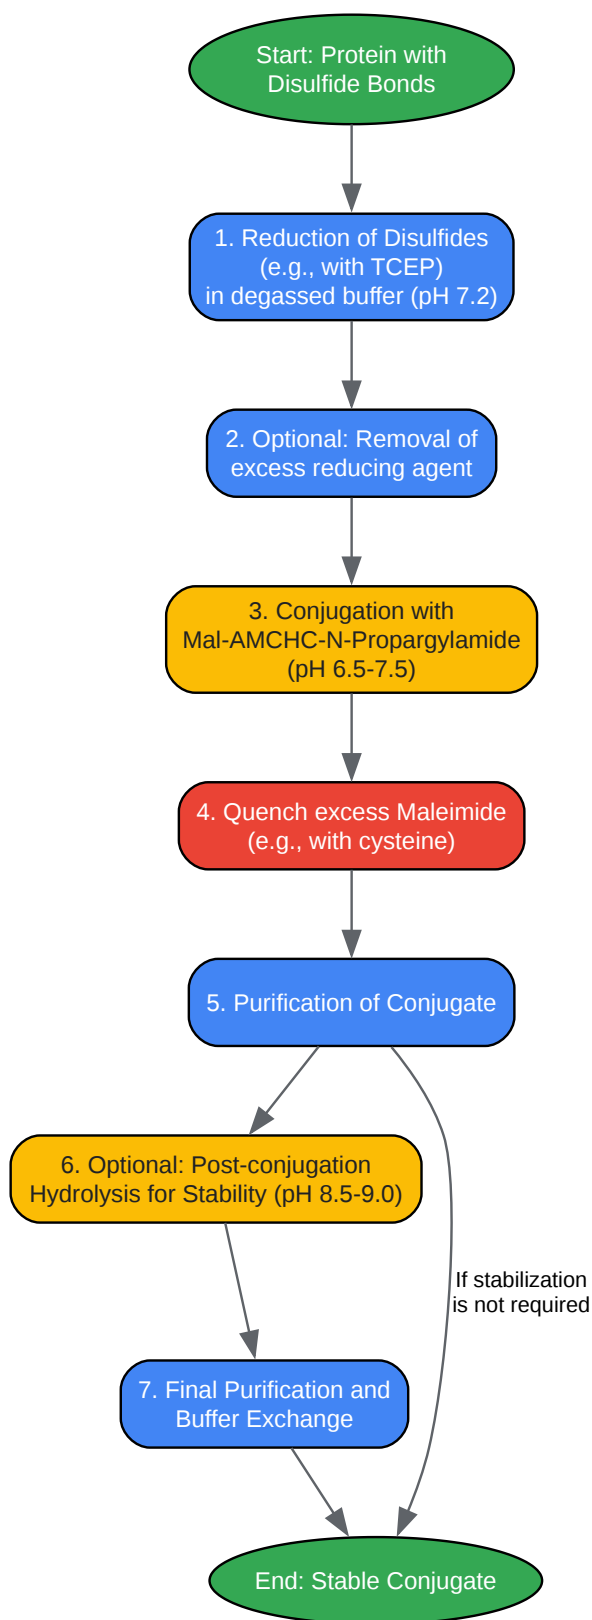 Start: Protein with
Disulfide Bonds
1. Reduction of Disulfides
(e.g., with TCEP)
in degassed buffer (pH 7.2)
2. Optional: Removal of
excess reducing agent
3. Conjugation with
Mal-AMCHC-N-Propargylamide
(pH 6.5-7.5)
4. Quench excess Maleimide
(e.g., with cysteine)
5. Purification of Conjugate
6. Optional: Post-conjugation
Hydrolysis for Stability (pH 8.5-9.0)
If stabilization
is not required
7. Final Purification and
Buffer Exchange
End: Stable Conjugate